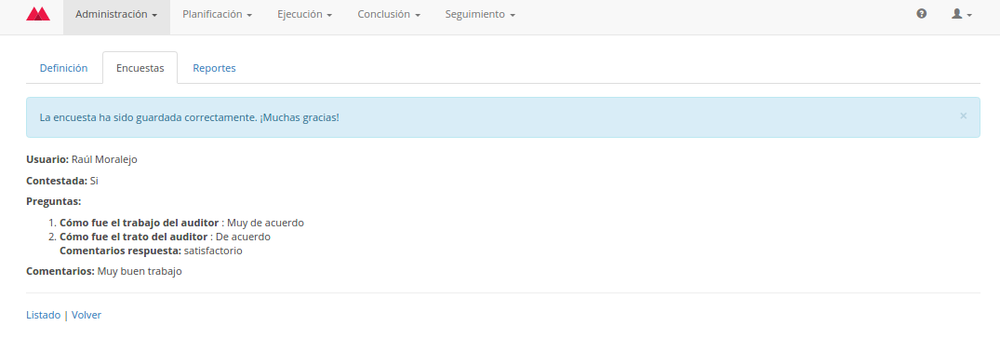 Administración Planificación Ejecución Conclusión Seguimiento
Definición Encuestas Reportes
La encuesta ha sido guardada correctamente. ¡Muchas gracias! ×
Usuario: Raúl Moralejo
Contestada: Si
Preguntas:
1. Cómo fue el trabajo del auditor : Muy de acuerdo
2. Cómo fue el trato del auditor : De acuerdo
Comentarios respuesta: satisfactorio
Comentarios: Muy buen trabajo
Listado | Volver